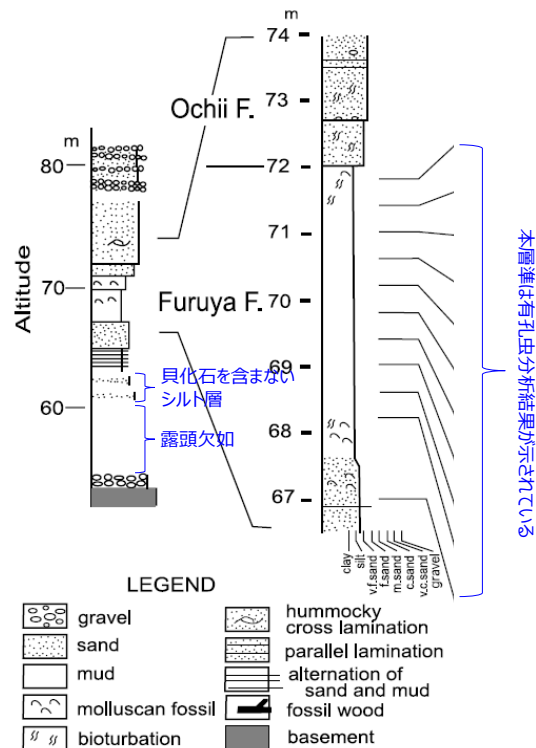 m
74
73
Ochii F.
m
80
72
71
70
Furuya F.
70
69
貝化石を含まない
シルト層
60
68
露頭欠如
67
Altitude
本層準は有孔虫分析結果が示されている
clay
silt
v.f.sand
f.sand
m.sand
c.sand
v.c.sand
gravel
LEGEND
gravel
sand
mud
molluscan fossil
bioturbation
hummocky
cross lamination
parallel lamination
alternation of
sand and mud
fossil wood
basement